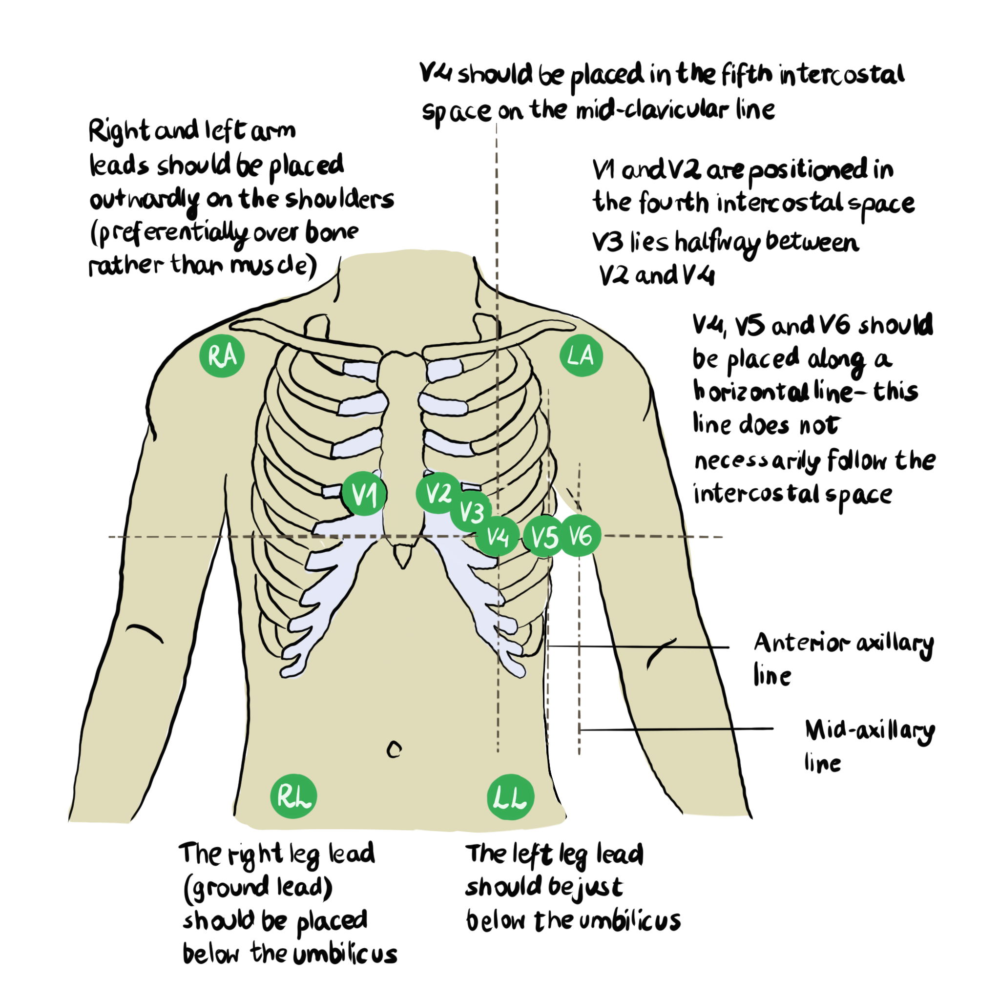 V4 should be placed in the fifth intercostal
space on the mid-clavicular line
Right and left arm
leads should be placed
outwardly on the shoulders
(preferentially over bone
rather than muscle)
V1 and V2 are positioned in
the fourth intercostal space
V3 lies halfway between
V2 and V4
V4, V5 and V6 should
be placed along a
horizontal line- this
line does not
necessarily follow the
intercostal space
RA
LA
V1
V2
V3
V4
V5
V6
Anterior axillary
line
Mid-axillary
line
RL
LL
The right leg lead
(ground lead)
should be placed
below the umbilicus
The left leg lead
should be just
below the umbilicus